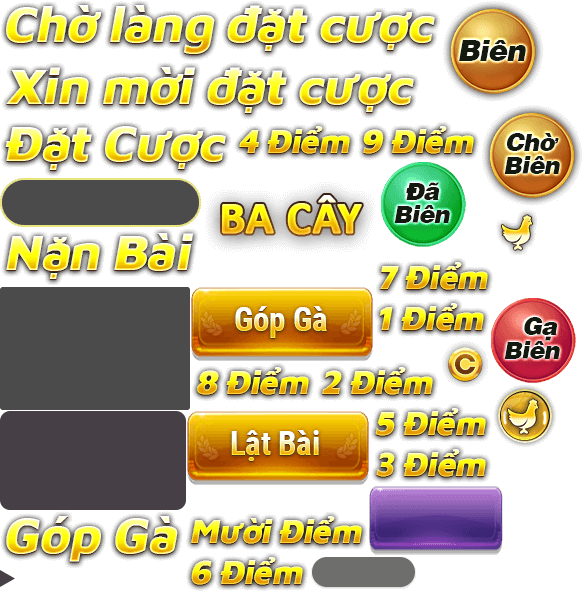 Chờ làng đặt cược
Biên
Xin mời đặt cược
Đặt Cược
4 Điểm
9 Điểm
Chờ
Biên
Đã
Biên
BA CÂY
Nặn Bài
7 Điểm
Góp Gà
1 Điểm
Gạ
Biên
C
8 Điểm
2 Điểm
5 Điểm
Lật Bài
3 Điểm
Góp Gà
Mười Điểm
6 Điểm